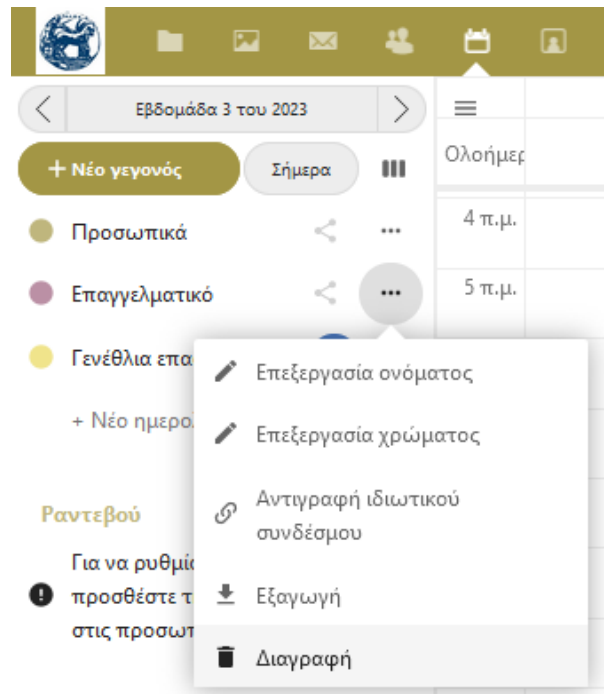 Εβδομάδα 3 του 2023
+ Νέο γεγονός
Σήμερα
Ολοήμερ
Προσωπικά
4 π.μ.
Επαγγελματικό
5 π.μ.
Γενέθλια επα
Επεξεργασία ονόματος
+ Νέο ημερο
Επεξεργασία χρώματος
Αντιγραφή ιδιωτικού
συνδέσμου
Ραντεβού
Για να ρυθμί
προσθέστε τ
στις προσωπ
Εξαγωγή
Διαγραφή